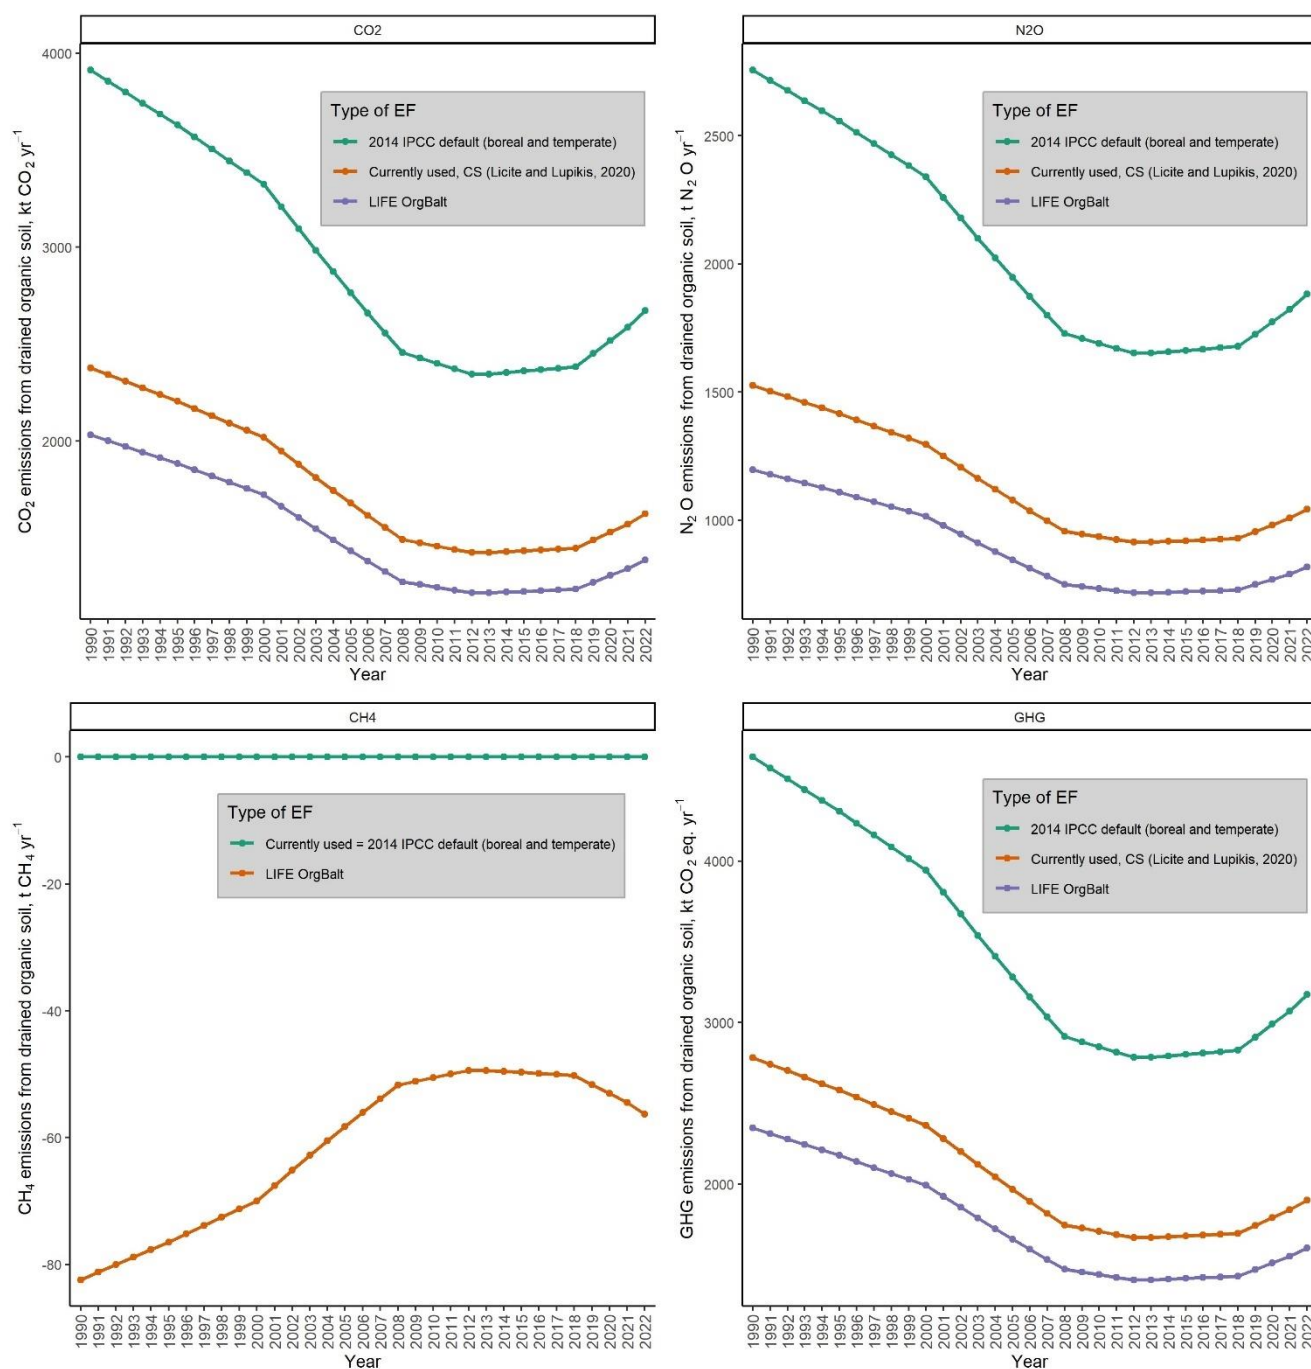 CO2
CO₂ emissions from drained organic soil, kt CO₂ yr⁻¹
4000
3000
2000
Type of EF
2014 IPCC default (boreal and temperate)
Currently used, CS (Licite and Lupikis, 2020)
LIFE OrgBalt
1990 1991 1992 1993 1994 1995 1996 1997 1998 1999 2000 2001 2002 2003 2004 2005 2006 2007 2008 2009 2010 2011 2012 2013 2014 2015 2016 2017 2018 2019 2020 2021 2022
Year
N2O
N₂ O emissions from drained organic soil, t N₂ O yr⁻¹
2500
2000
1500
1000
Type of EF
2014 IPCC default (boreal and temperate)
Currently used, CS (Licite and Lupikis, 2020)
LIFE OrgBalt
1990 1991 1992 1993 1994 1995 1996 1997 1998 1999 2000 2001 2002 2003 2004 2005 2006 2007 2008 2009 2010 2011 2012 2013 2014 2015 2016 2017 2018 2019 2020 2021 2022
Year
CH4
CH₄ emissions from drained organic soil, t CH₄ yr⁻¹
0
-20
-40
-60
-80
Type of EF
Currently used = 2014 IPCC default (boreal and temperate)
LIFE OrgBalt
1990 1991 1992 1993 1994 1995 1996 1997 1998 1999 2000 2001 2002 2003 2004 2005 2006 2007 2008 2009 2010 2011 2012 2013 2014 2015 2016 2017 2018 2019 2020 2021 2022
Year
GHG
GHG emissions from drained organic soil, kt CO₂ eq. yr⁻¹
4000
3000
2000
Type of EF
2014 IPCC default (boreal and temperate)
Currently used, CS (Licite and Lupikis, 2020)
LIFE OrgBalt
1990 1991 1992 1993 1994 1995 1996 1997 1998 1999 2000 2001 2002 2003 2004 2005 2006 2007 2008 2009 2010 2011 2012 2013 2014 2015 2016 2017 2018 2019 2020 2021 2022
Year